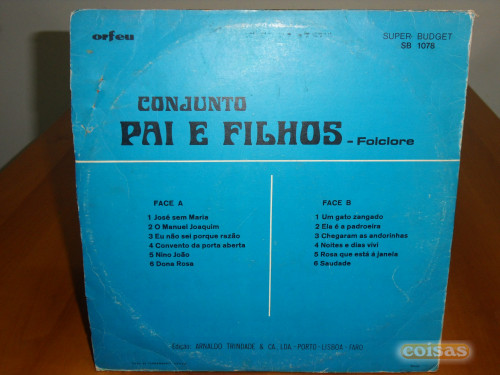 orfeu
SUPER-BUDGET
SB 1078
CONJUNTO
PAI E FILHOS - Folclore
FACE A
1 José sem Maria
2 O Manuel Joaquim
3 Eu não sei porque razão
4 Convento da porta aberta
5 Nino João
6 Dona Rosa
FACE B
1 Um gato zangado
2 Ela é a padroeira
3 Chegaram as andorinhas
4 Noites e dias vivi
5 Rosa que está à janela
6 Saudade
Edição: ARNALDO TRINDADE & CA. LDA. - PORTO - LISBOA - FARO
coisas